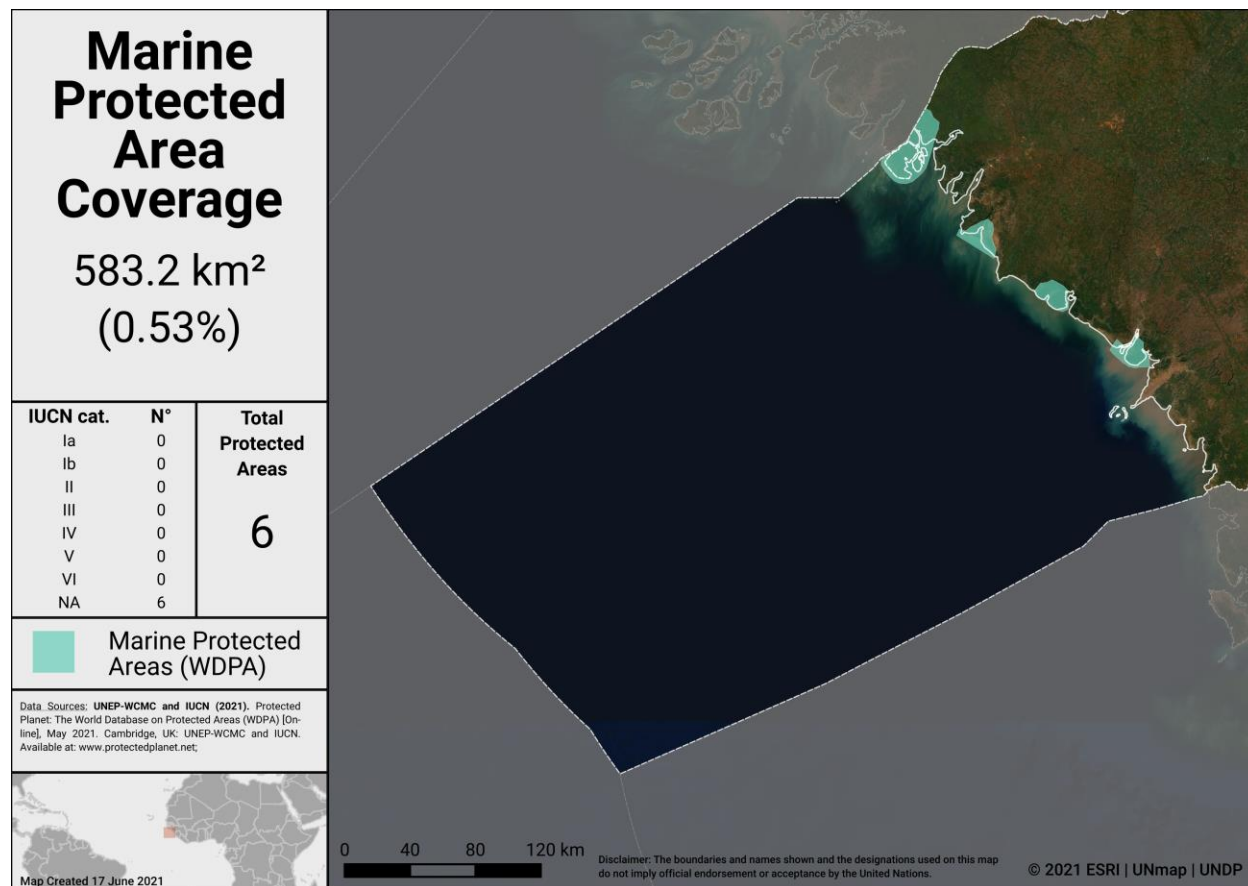 Marine
Protected
Area
Coverage
583.2 km²
(0.53%)
IUCN cat. N°
Ia 0
Ib 0
II 0
III 0
IV 0
V 0
VI 0
NA 6
Total
Protected
Areas
6
Marine Protected
Areas (WDPA)
Data Sources: UNEP-WCMC and IUCN (2021). Protected
Planet: The World Database on Protected Areas (WDPA) [On-
line], May 2021. Cambridge, UK: UNEP-WCMC and IUCN.
Available at: www.protectedplanet.net;
Map Created 17 June 2021
0 40 80 120 km
Disclaimer: The boundaries and names shown and the designations used on this map
do not imply official endorsement or acceptance by the United Nations.
© 2021 ESRI | UNmap | UNDP